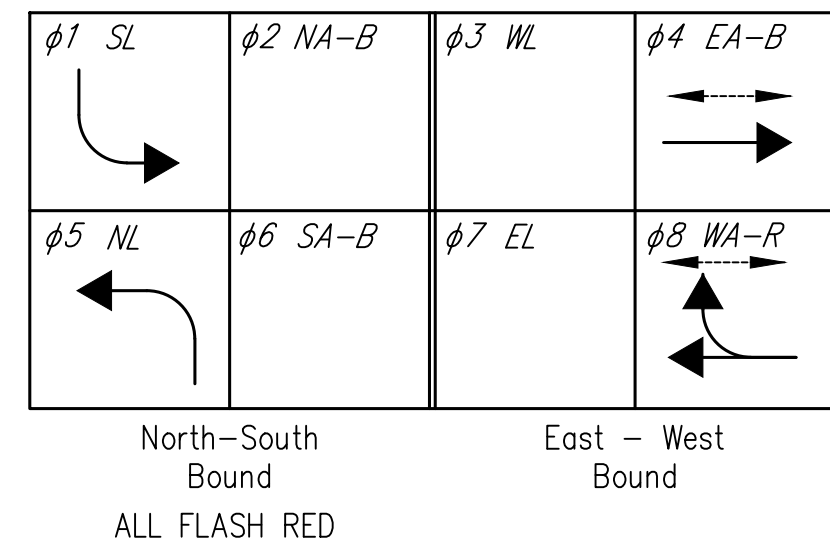 ϕ1 SL
ϕ2 NA-B
ϕ3 WL
ϕ4 EA-B
ϕ5 NL
ϕ6 SA-B
ϕ7 EL
ϕ8 WA-R
North-South
Bound
East - West
Bound
ALL FLASH RED